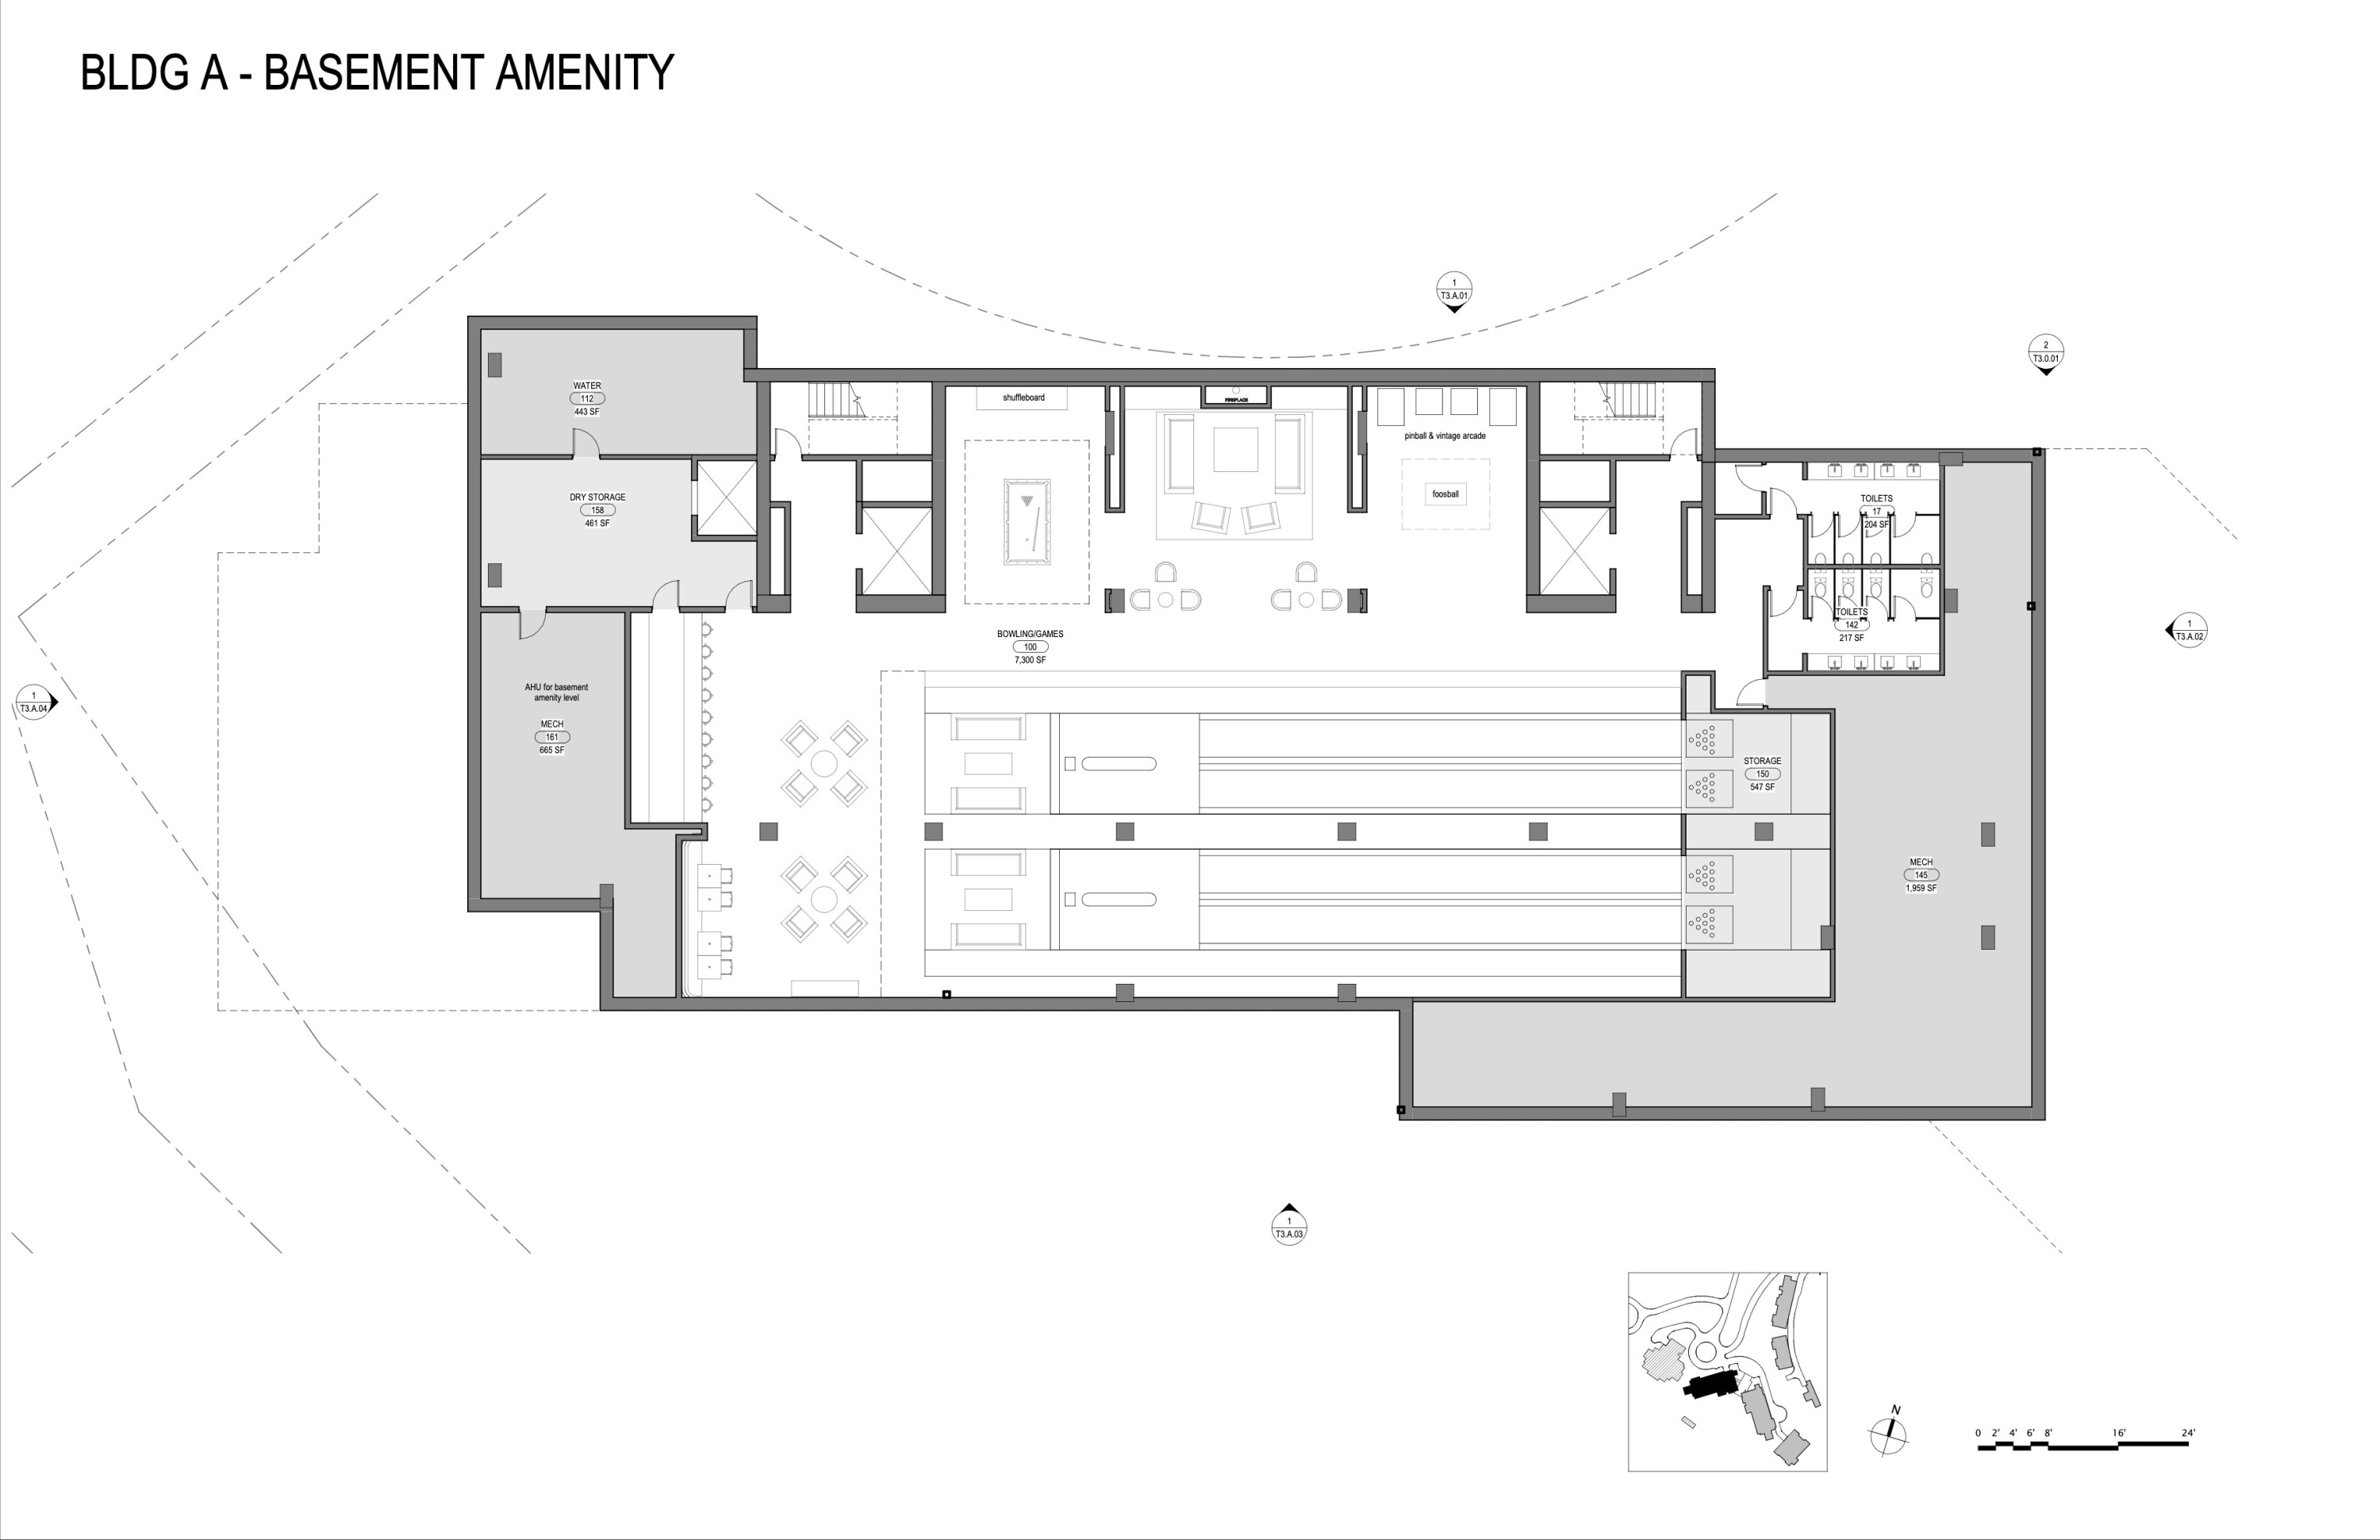 BLDG A - BASEMENT AMENITY
1
T3.A.01
2
T3.0.01
WATER
112
443 SF
shuffleboard
FIREPLACE
pinball & vintage arcade
foosball
DRY STORAGE
158
461 SF
TOILETS
17
204 SF
TOILETS
142
217 SF
1
T3.A.02
BOWLING/GAMES
100
7,300 SF
1
T3.A.04
AHU for basement
amenity level
MECH
161
665 SF
STORAGE
150
547 SF
MECH
145
1,959 SF
1
T3.A.03
N
0 2' 4' 6' 8' 16' 24'